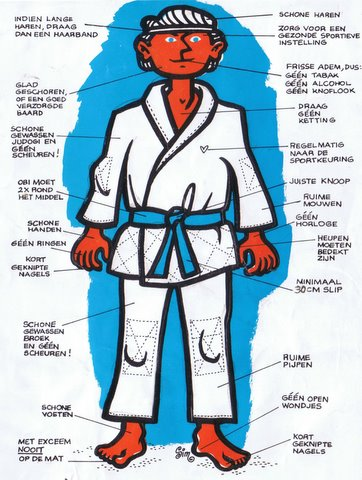 INDIEN LANGE
HAREN, DRAAG
DAN EEN HAARBAND
GLAD
GESCHOREN,
OF EEN GOED
VERZORGDE
BAARD
SCHONE
GEWASSEN
JUDOGI EN
GÉÉN
SCHEUREN!
OBI MOET
2X ROND
HET MIDDEL
SCHONE
HANDEN
GÉÉN RINGEN
KORT
GEKNIPTE
NAGELS
SCHONE
GEWASSEN
BROEK
EN GÉÉN
SCHEUREN!
SCHONE
VOETEN
MET EXCEEM
NOOIT
OP DE MAT
SCHONE HAREN
ZORG VOOR EEN
GEZONDE SPORTIEVE
INSTELLING
FRISSE ADEM, DUS:
GÉÉN TABAK
GÉÉN ALCOHOL
GÉÉN KNOFLOOK
DRAAG
GÉÉN
KETTING
REGELMATIG
NAAR DE
SPORTKEURING
JUISTE KNOOP
RUIME
MOUWEN
GÉÉN
HORLOGE
HEUPEN
MOETEN
BEDEKT
ZIJN
MINIMAAL
30CM SLIP
RUIME
PIJPEN
GÉÉN OPEN
WONDJES
KORT
GEKNIPTE
NAGELS